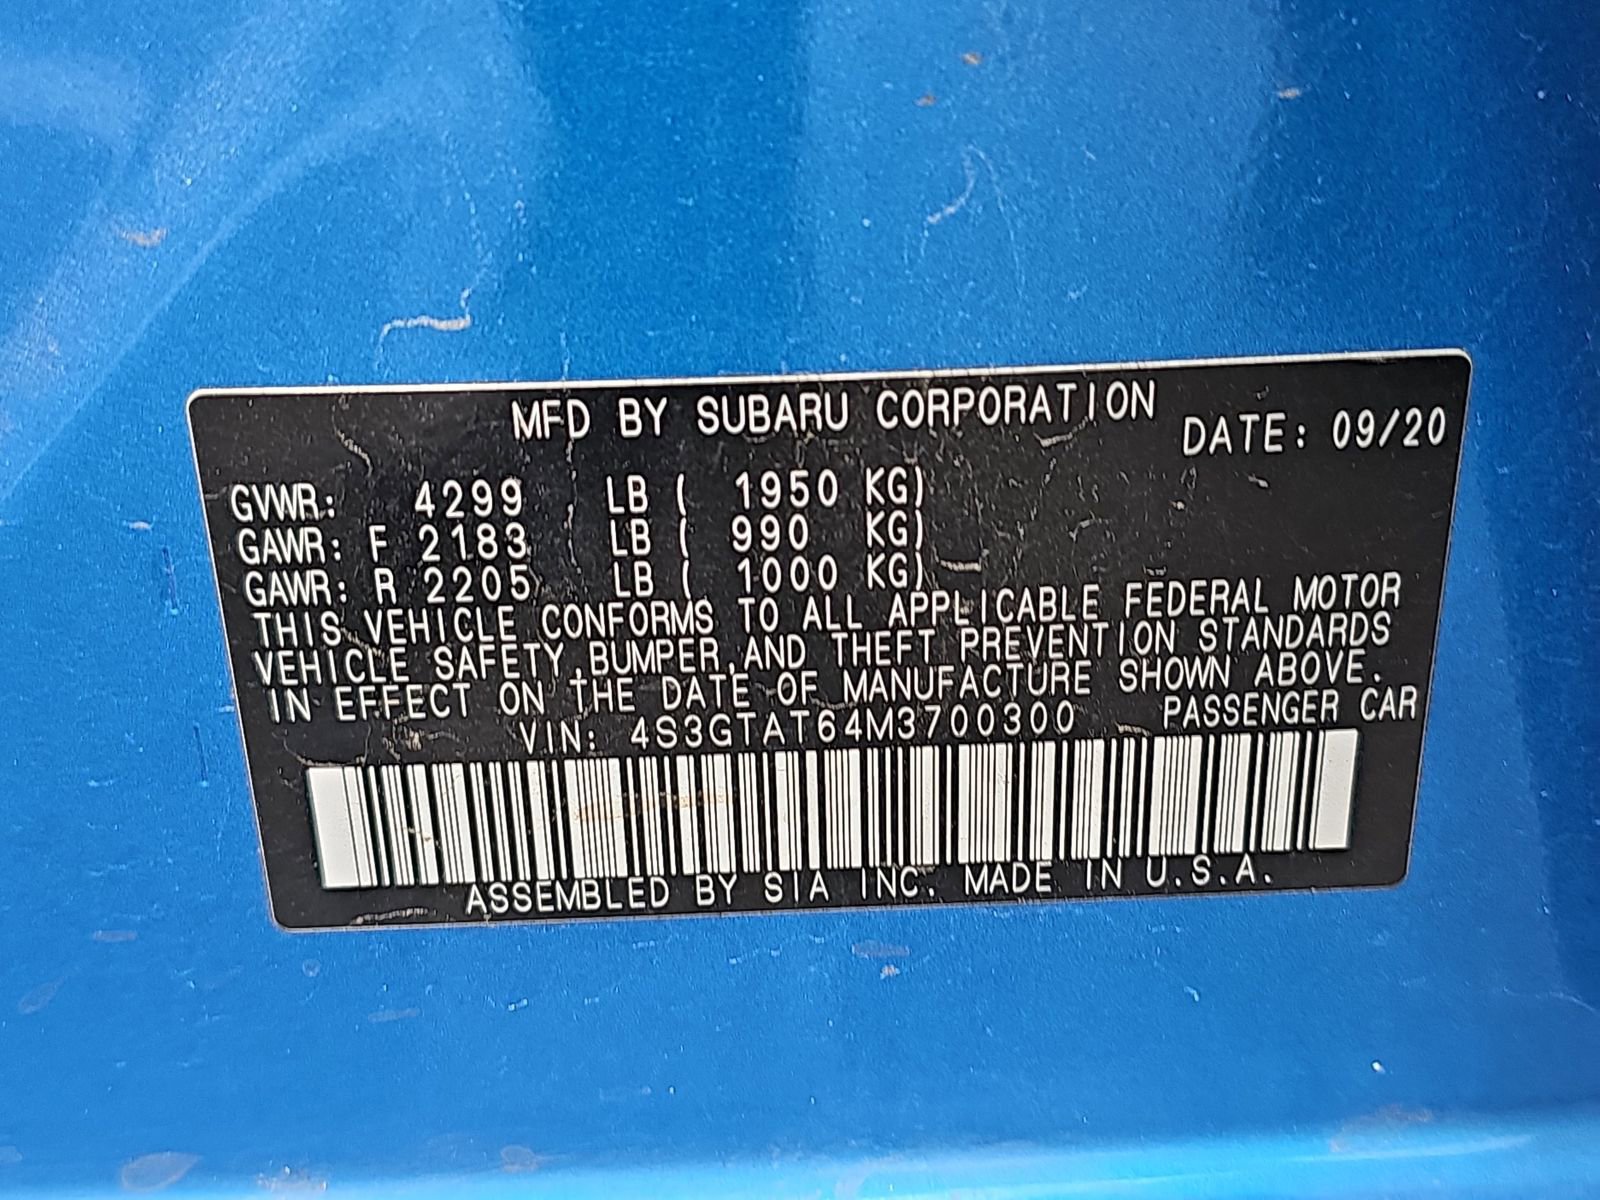 MFD BY SUBARU CORPORATION
DATE: 09/20
GVWR: 4299 LB ( 1950 KG)
GAWR: F 2183 LB ( 990 KG)
GAWR: R 2205 LB ( 1000 KG)
THIS VEHICLE CONFORMS TO ALL APPLICABLE FEDERAL MOTOR
VEHICLE SAFETY,BUMPER,AND THEFT PREVENTION STANDARDS
IN EFFECT ON THE DATE OF MANUFACTURE SHOWN ABOVE.
VIN: 4S3GTAT64M3700300 PASSENGER CAR
ASSEMBLED BY SIA INC. MADE IN U.S.A.